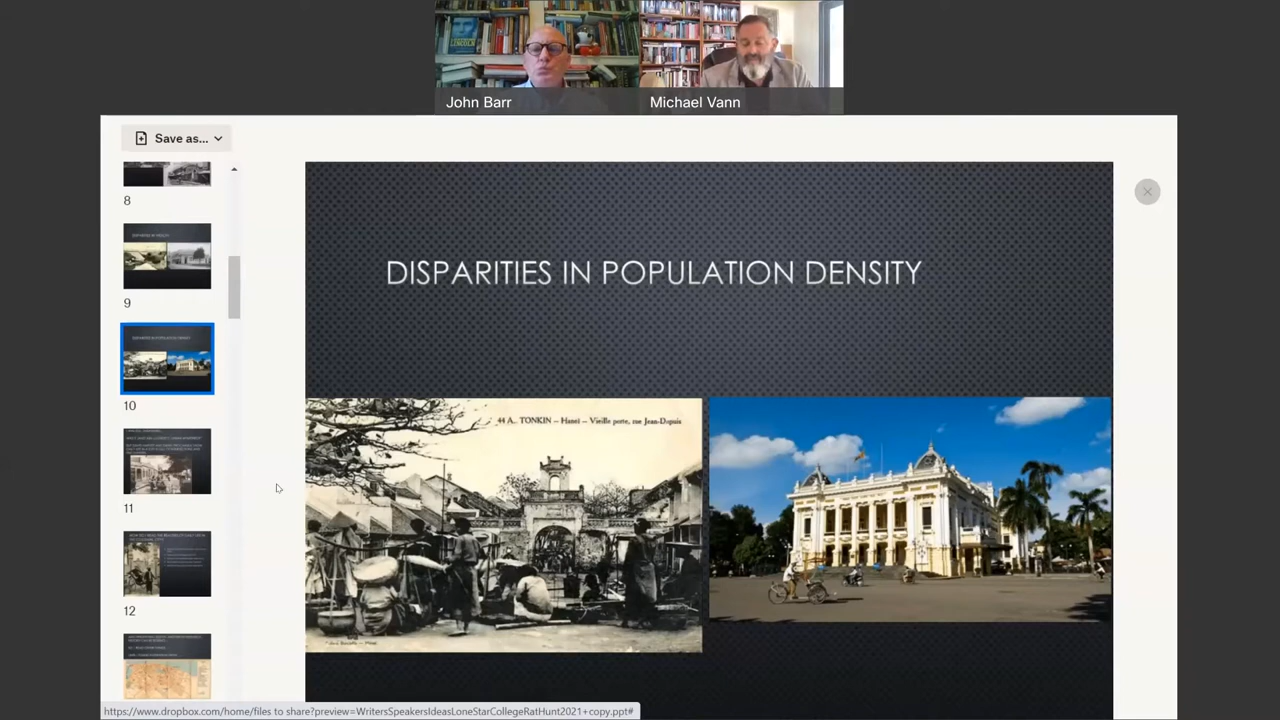 John Barr
Michael Vann
Save as...
8
9
10
11
12
DISPARITIES IN POPULATION DENSITY
44 A. TONKIN – Hanoi – Vieille porte, rue Jean-Dupuis
https://www.dropbox.com/home/files to share?preview=WritersSpeakersIdeasLoneStarCollegeRatHunt2021+copy.ppt#